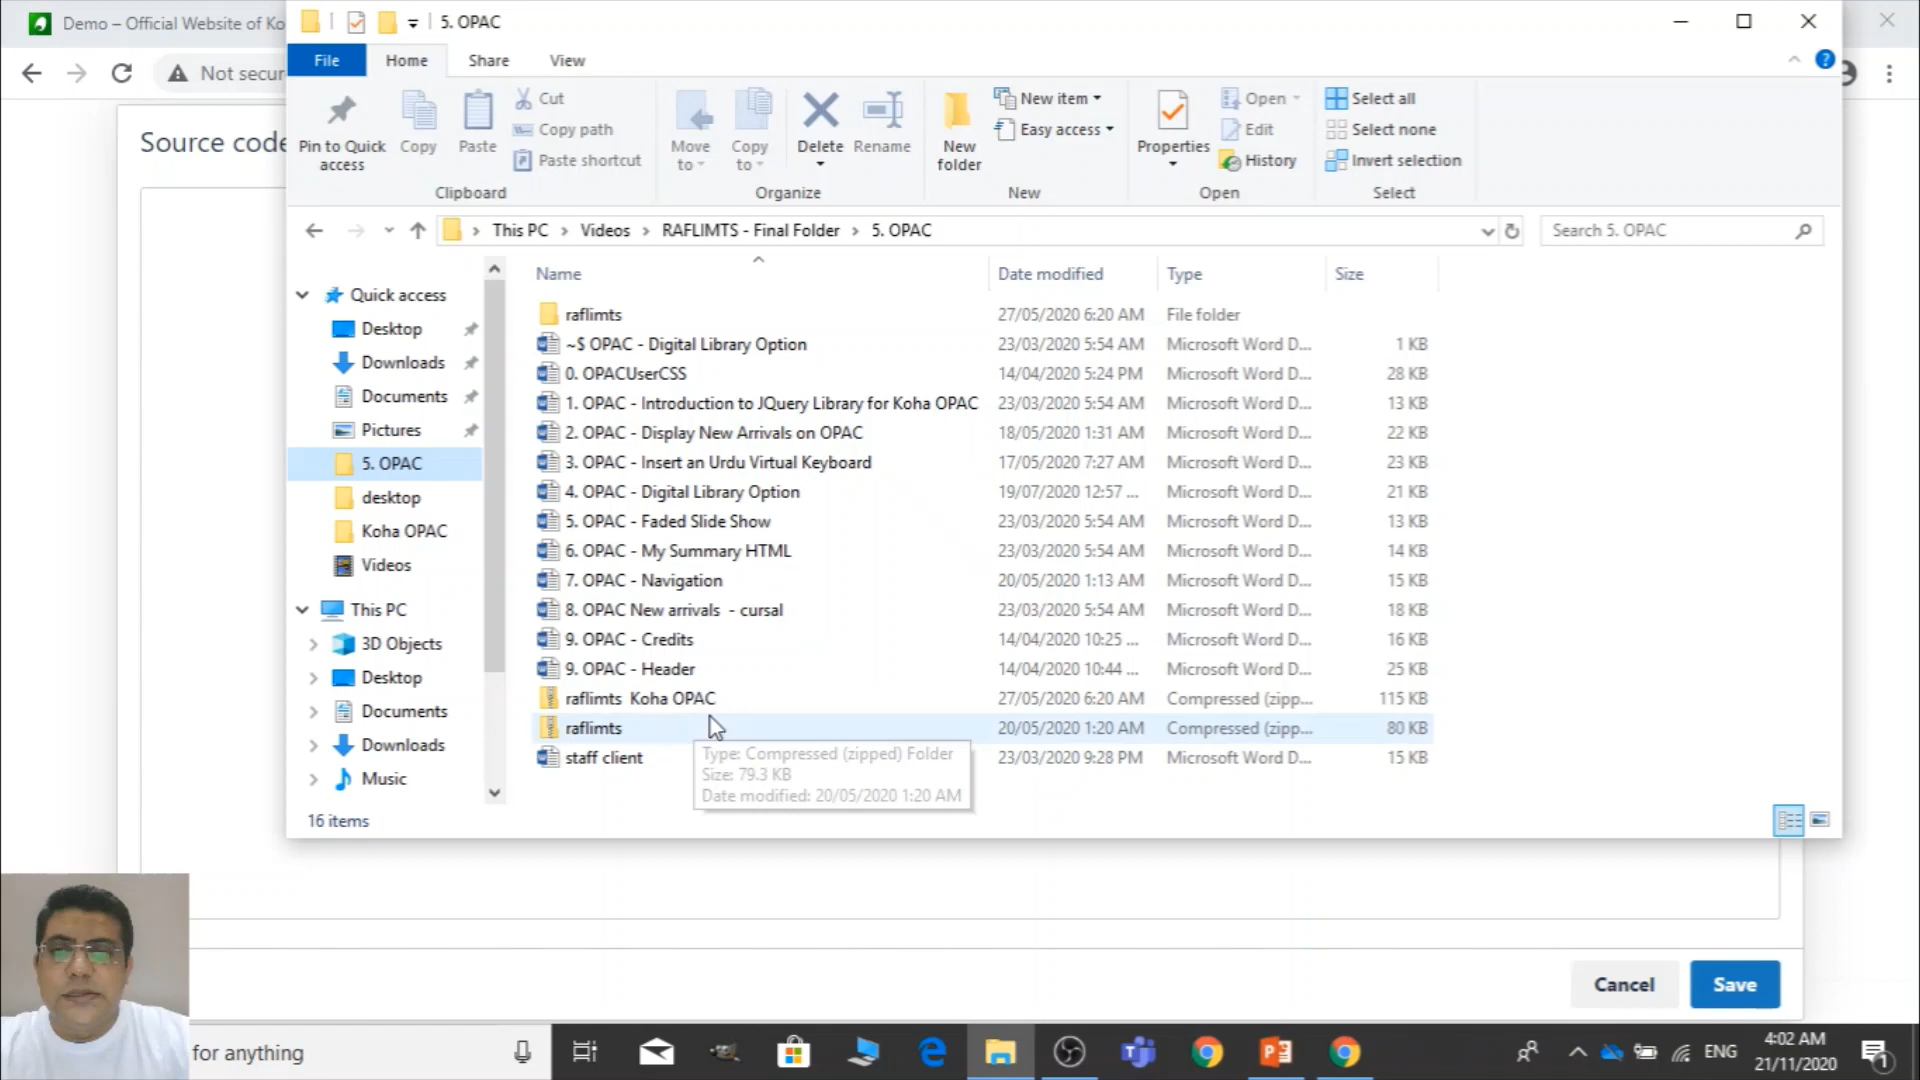 Demo – Official Website of Ko
5. OPAC
File Home Share View
Not secur
Source code
Pin to Quick access
Copy
Paste
Cut
Copy path
Paste shortcut
Clipboard
Move to
Copy to
Delete
Rename
Organize
New folder
New item
Easy access
New
Properties
Open
Edit
History
Open
Select all
Select none
Invert selection
Select
This PC > Videos > RAFLIMTS - Final Folder > 5. OPAC
Search 5. OPAC
Quick access
Desktop
Downloads
Documents
Pictures
5. OPAC
desktop
Koha OPAC
Videos
This PC
3D Objects
Desktop
Documents
Downloads
Music
Name Date modified Type Size
raflimts 27/05/2020 6:20 AM File folder
~$ OPAC - Digital Library Option 23/03/2020 5:54 AM Microsoft Word D... 1 KB
0. OPACUserCSS 14/04/2020 5:24 PM Microsoft Word D... 28 KB
1. OPAC - Introduction to JQuery Library for Koha OPAC 23/03/2020 5:54 AM Microsoft Word D... 13 KB
2. OPAC - Display New Arrivals on OPAC 18/05/2020 1:31 AM Microsoft Word D... 22 KB
3. OPAC - Insert an Urdu Virtual Keyboard 17/05/2020 7:27 AM Microsoft Word D... 23 KB
4. OPAC - Digital Library Option 19/07/2020 12:57 ... Microsoft Word D... 21 KB
5. OPAC - Faded Slide Show 23/03/2020 5:54 AM Microsoft Word D... 13 KB
6. OPAC - My Summary HTML 23/03/2020 5:54 AM Microsoft Word D... 14 KB
7. OPAC - Navigation 20/05/2020 1:13 AM Microsoft Word D... 15 KB
8. OPAC New arrivals - cursal 23/03/2020 5:54 AM Microsoft Word D... 18 KB
9. OPAC - Credits 14/04/2020 10:25 ... Microsoft Word D... 16 KB
9. OPAC - Header 14/04/2020 10:44 ... Microsoft Word D... 25 KB
raflimts Koha OPAC 27/05/2020 6:20 AM Compressed (zipp... 115 KB
raflimts 20/05/2020 1:20 AM Compressed (zipp... 80 KB
staff client 23/03/2020 9:28 PM Microsoft Word D... 15 KB
Type: Compressed (zipped) Folder
Size: 79.3 KB
Date modified: 20/05/2020 1:20 AM
16 items
Cancel Save
for anything
ENG
4:02 AM
21/11/2020
1